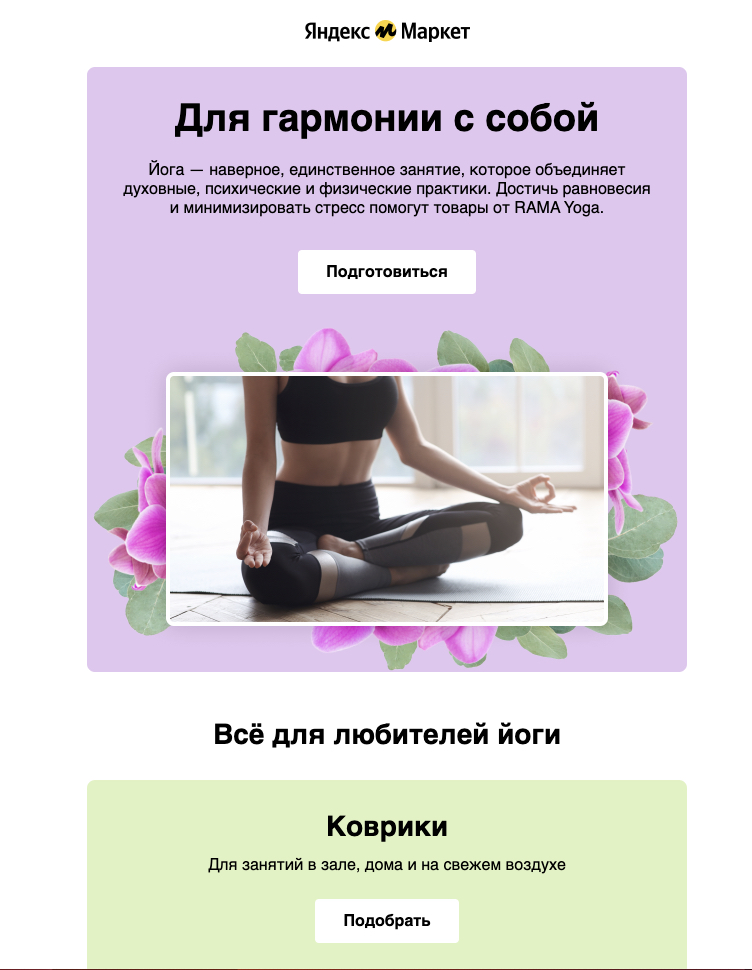 Яндекс Маркет
Для гармонии с собой
Йога — наверное, единственное занятие, которое объединяет
духовные, психические и физические практики. Достичь равновесия
и минимизировать стресс помогут товары от RAMA Yoga.
Подготовиться
Всё для любителей йоги
Коврики
Для занятий в зале, дома и на свежем воздухе
Подобрать